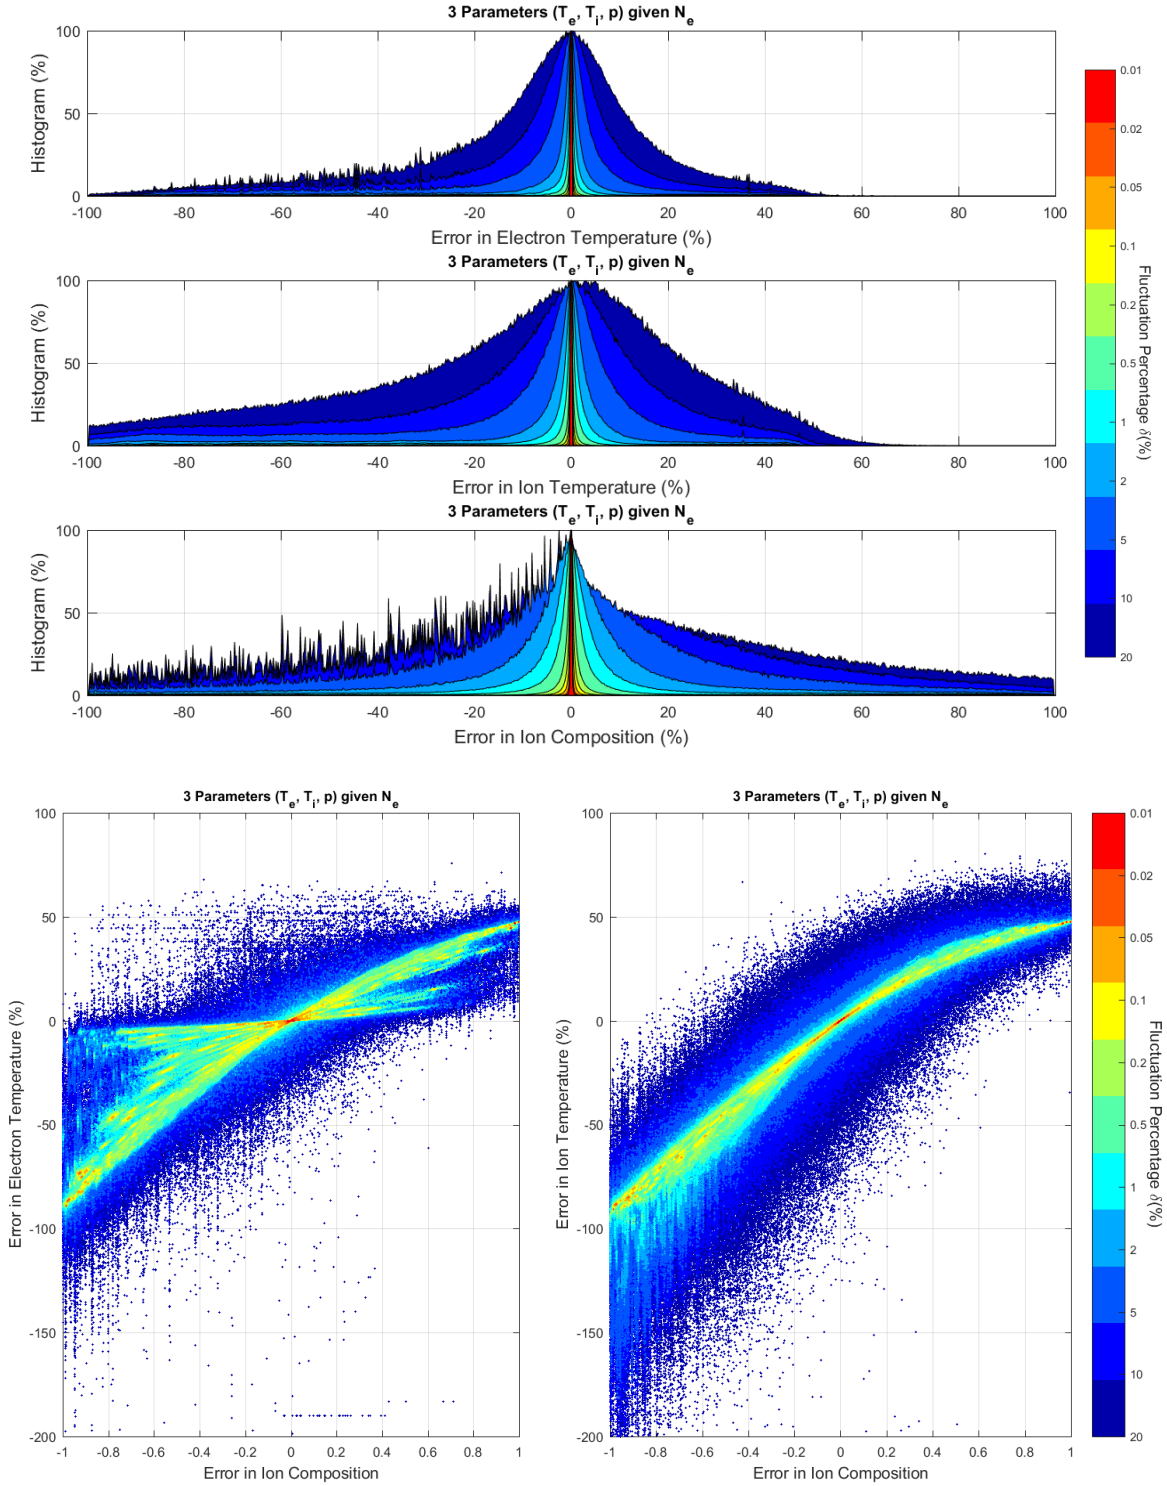 3 Parameters (Te, Ti, p) given Ne
Histogram (%)
100
50
0
-100 -80 -60 -40 -20 0 20 40 60 80 100
Error in Electron Temperature (%)
3 Parameters (Te, Ti, p) given Ne
Histogram (%)
100
50
0
-100 -80 -60 -40 -20 0 20 40 60 80 100
Error in Ion Temperature (%)
3 Parameters (Te, Ti, p) given Ne
Histogram (%)
100
50
0
-100 -80 -60 -40 -20 0 20 40 60 80 100
Error in Ion Composition (%)
0.01
0.02
0.05
0.1
0.2
0.5
1
2
5
10
20
Fluctuation Percentage δ(%)
3 Parameters (Te, Ti, p) given Ne
Error in Electron Temperature (%)
100
50
0
-50
-100
-150
-200
-1 -0.8 -0.6 -0.4 -0.2 0 0.2 0.4 0.6 0.8 1
Error in Ion Composition
3 Parameters (Te, Ti, p) given Ne
Error in Ion Temperature (%)
100
50
0
-50
-100
-150
-200
-1 -0.8 -0.6 -0.4 -0.2 0 0.2 0.4 0.6 0.8 1
Error in Ion Composition
0.01
0.02
0.05
0.1
0.2
0.5
1
2
5
10
20
Fluctuation Percentage δ(%)